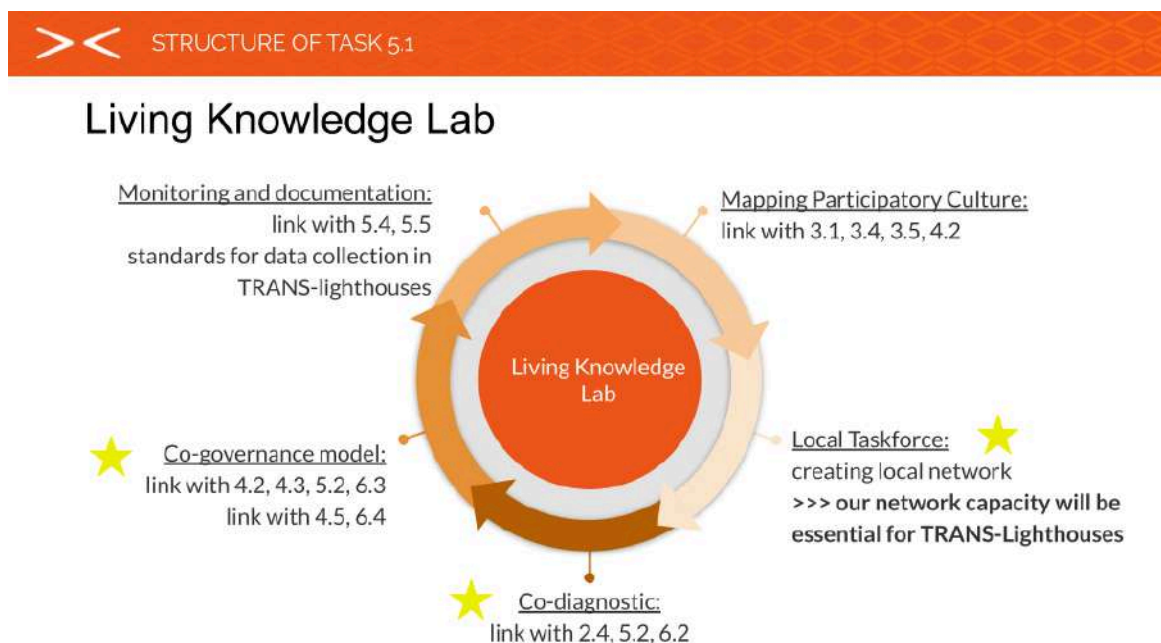 STRUCTURE OF TASK 5.1
Living Knowledge Lab
Monitoring and documentation:
link with 5.4, 5.5
standards for data collection in
TRANS-lighthouses
Mapping Participatory Culture:
link with 3.1, 3.4, 3.5, 4.2
Living Knowledge
Lab
Co-governance model:
link with 4.2, 4.3, 5.2, 6.3
link with 4.5, 6.4
Local Taskforce:
creating local network
>>> our network capacity will be
essential for TRANS-Lighthouses
Co-diagnostic:
link with 2.4, 5.2, 6.2